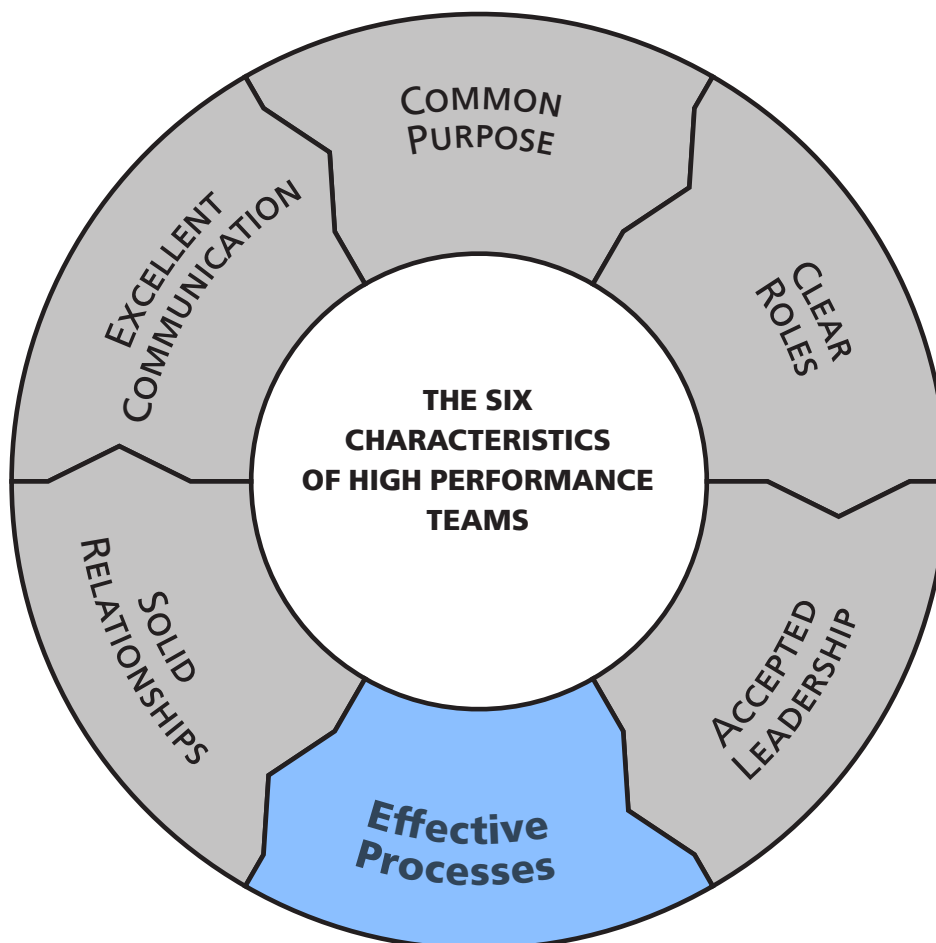 COMMON
PURPOSE
CLEAR
ROLES
ACCEPTED
LEADERSHIP
Effective
Processes
SOLID
RELATIONSHIPS
EXCELLENT
COMMUNICATION
THE SIX
CHARACTERISTICS
OF HIGH PERFORMANCE
TEAMS